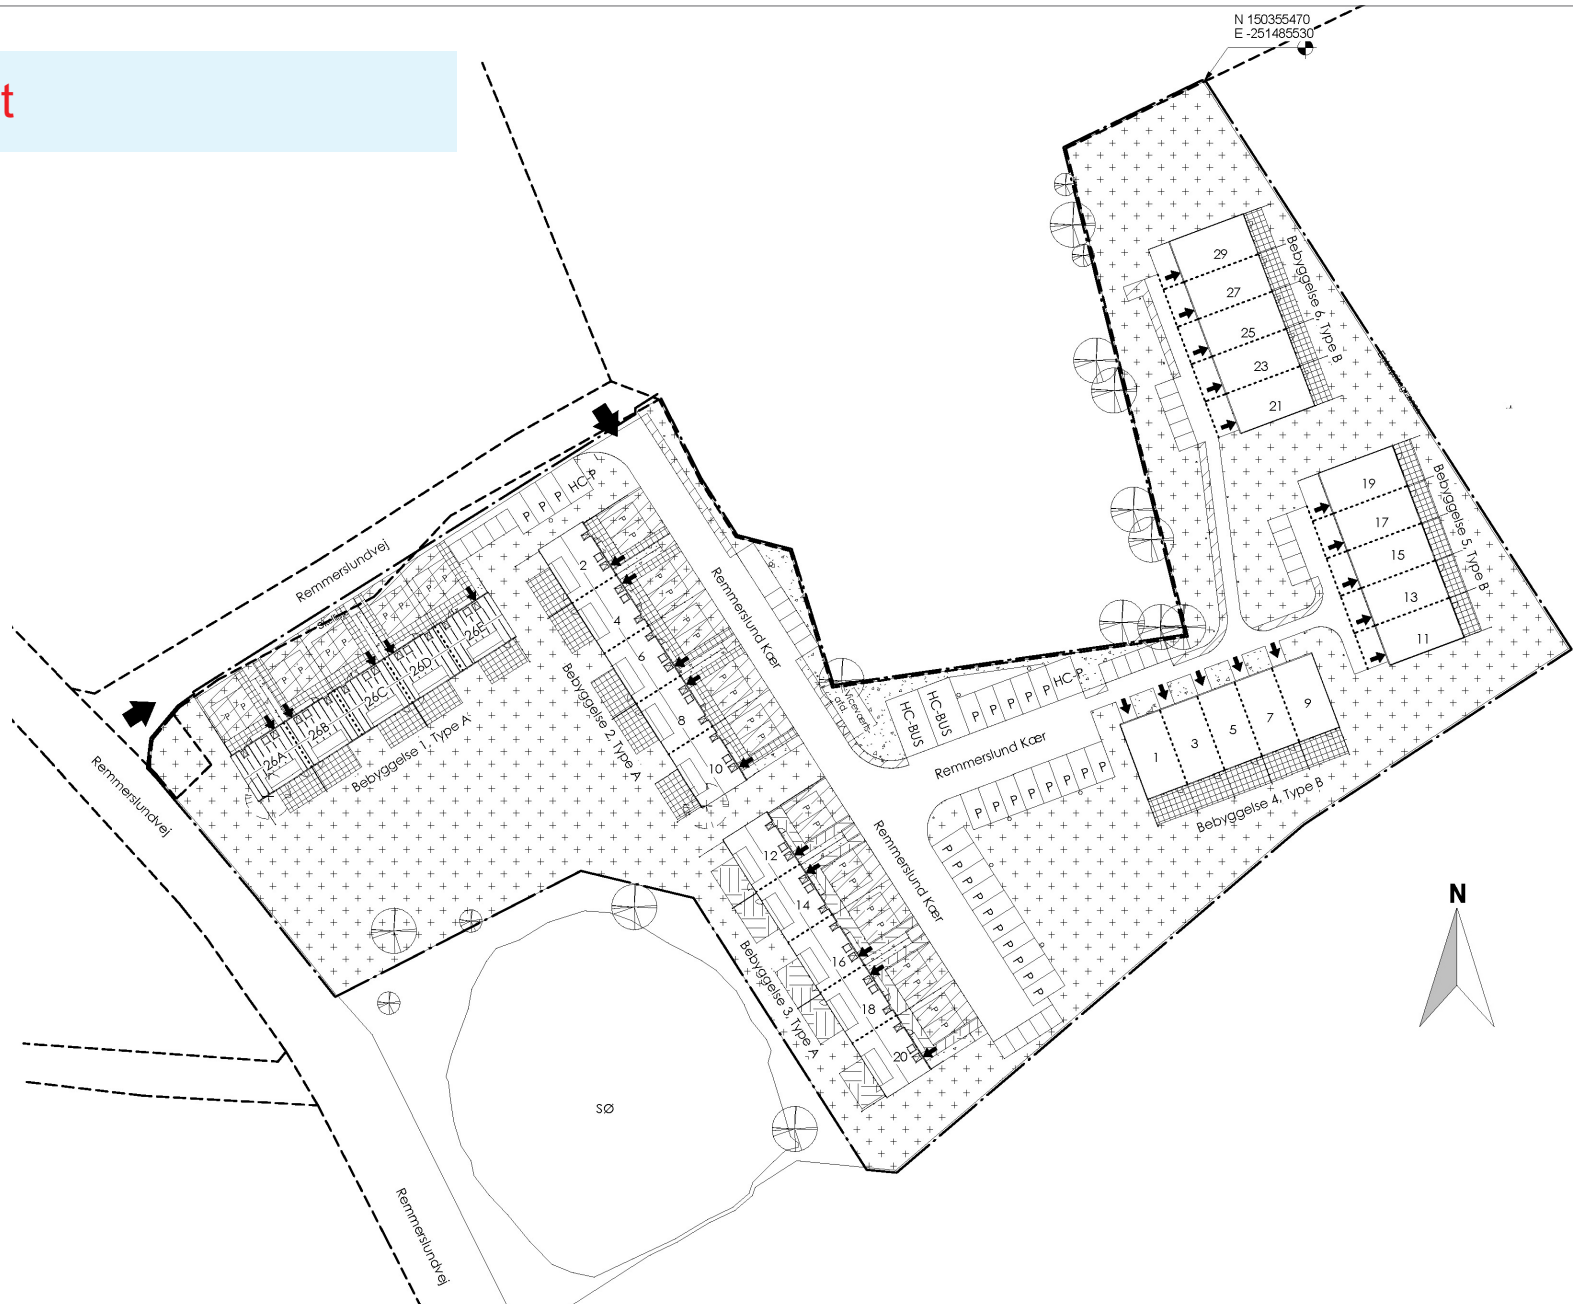 N 150355470
E -251485530
t
29
27
25
23
21
Bebyggelse 6, Type B
19
17
15
13
11
Bebyggelse 5, Type B
HC-P
P P P
Remmerslundvej
2
4
6
8
10
Bebyggelse 2, Type A
Remmerslund Kær
26A
26B
26C
26D
26E
Bebyggelse 1, Type A
Remmerslundvej
HC-BUS
HC-BUS
P P P P P HC-P
Remmerslund Kær
P P P P P P P P
1
3
5
7
9
Bebyggelse 4, Type B
12
14
16
18
20
Bebyggelse 3, Type A
Remmerslund Kær
P P P P P P P P P P
N
SØ
Remmerslundvej